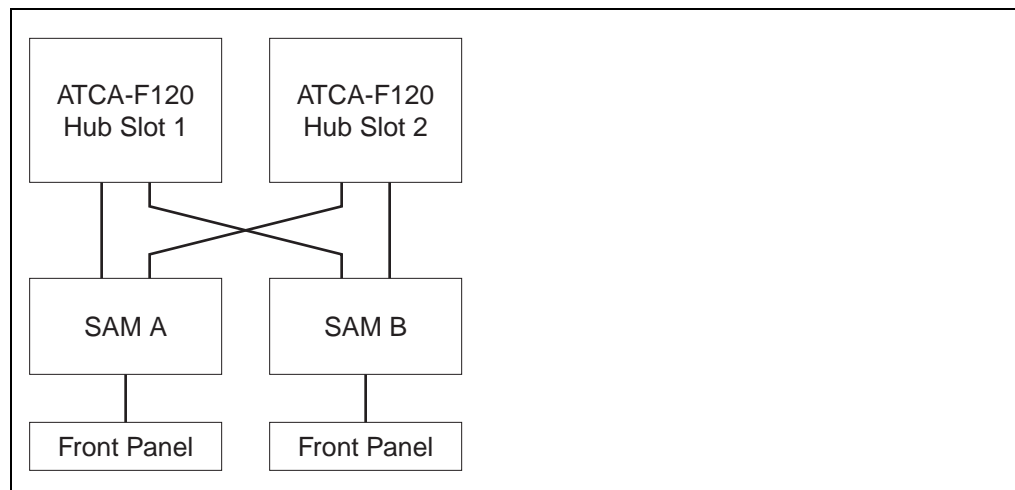 ATCA-F120
Hub Slot 1
ATCA-F120
Hub Slot 2
SAM A
SAM B
Front Panel
Front Panel